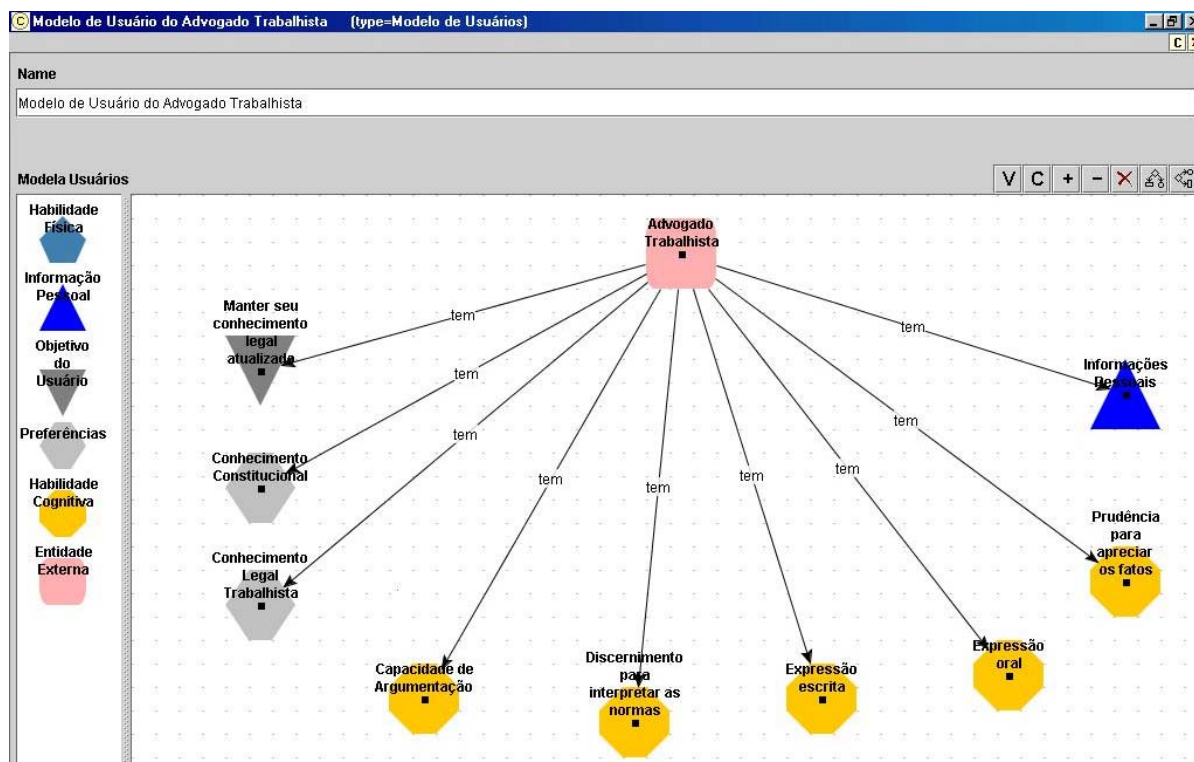 Modelo de Usuário do Advogado Trabalhista (type=Modelo de Usuários)
C
Name
Modelo de Usuário do Advogado Trabalhista
Modela Usuários
V C + -
Habilidade
Física
Informação
Pessoal
Objetivo
do
Usuário
Preferências
Habilidade
Cognitiva
Entidade
Externa
Advogado
Trabalhista
tem
tem
tem
tem
tem
tem
tem
tem
tem
Manter seu
conhecimento
legal
atualizado
Informações
Pessoais
Conhecimento
Constitucional
Prudência
para
apreciar
os fatos
Conhecimento
Legal
Trabalhista
Capacidade de
Argumentação
Discernimento
para
interpretar as
normas
Expressão
escrita
Expressão
oral